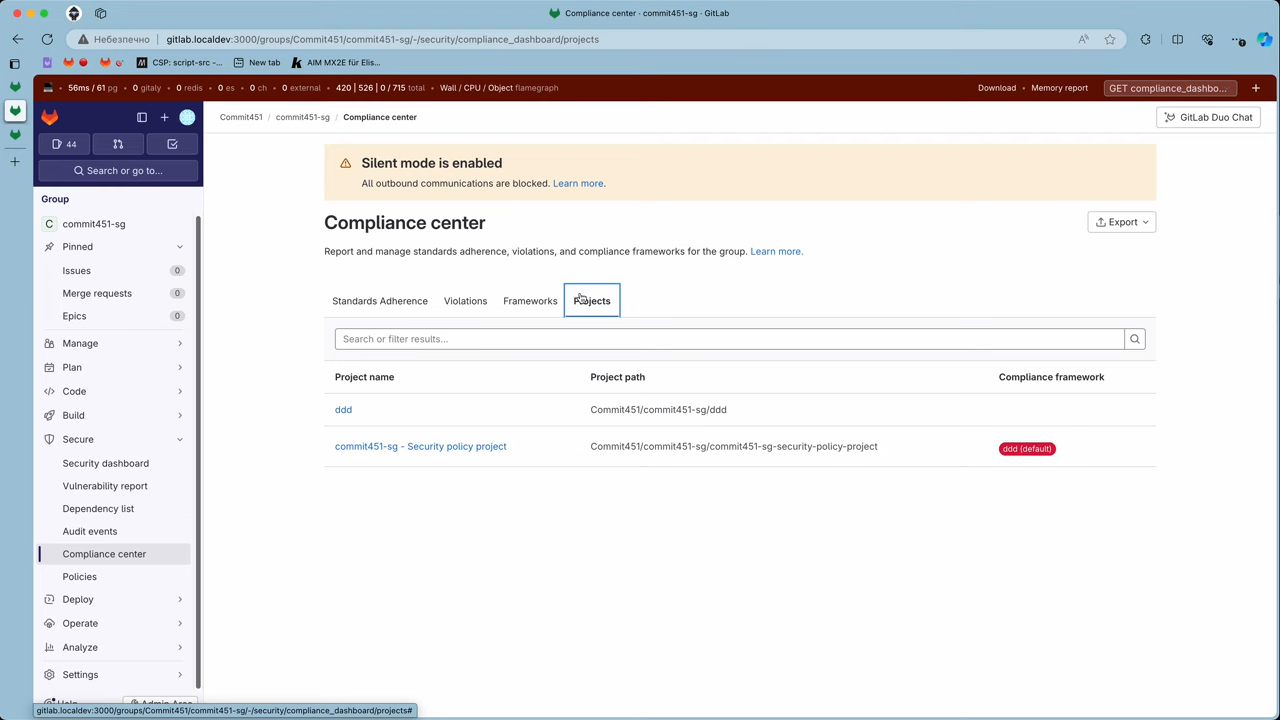 Compliance center · commit451-sg · GitLab
Небезпечно
gitlab.localdev:3000/groups/Commit451/commit451-sg/-/security/compliance_dashboard/projects
CSP: script-src -...
New tab
AIM MX2E für Elis...
56ms / 61 pg • 0 gitaly • 0 redis • 0 es • 0 ch • 0 external • 420 | 526 | 0 / 715 total • Wall / CPU / Object flamegraph
Download • Memory report
GET compliance_dashbo...
Commit451 / commit451-sg / Compliance center
GitLab Duo Chat
44
Search or go to...
Group
C commit451-sg
Pinned
Issues 0
Merge requests 0
Epics 0
Manage
Plan
Code
Build
Secure
Security dashboard
Vulnerability report
Dependency list
Audit events
Compliance center
Policies
Deploy
Operate
Analyze
Settings
Help
Admin Area
Silent mode is enabled
All outbound communications are blocked. Learn more.
Compliance center
Export
Report and manage standards adherence, violations, and compliance frameworks for the group. Learn more.
Standards Adherence Violations Frameworks Projects
Search or filter results...
Project name Project path Compliance framework
ddd Commit451/commit451-sg/ddd
commit451-sg - Security policy project Commit451/commit451-sg/commit451-sg-security-policy-project ddd (default)
gitlab.localdev:3000/groups/Commit451/commit451-sg/-/security/compliance_dashboard/projects#